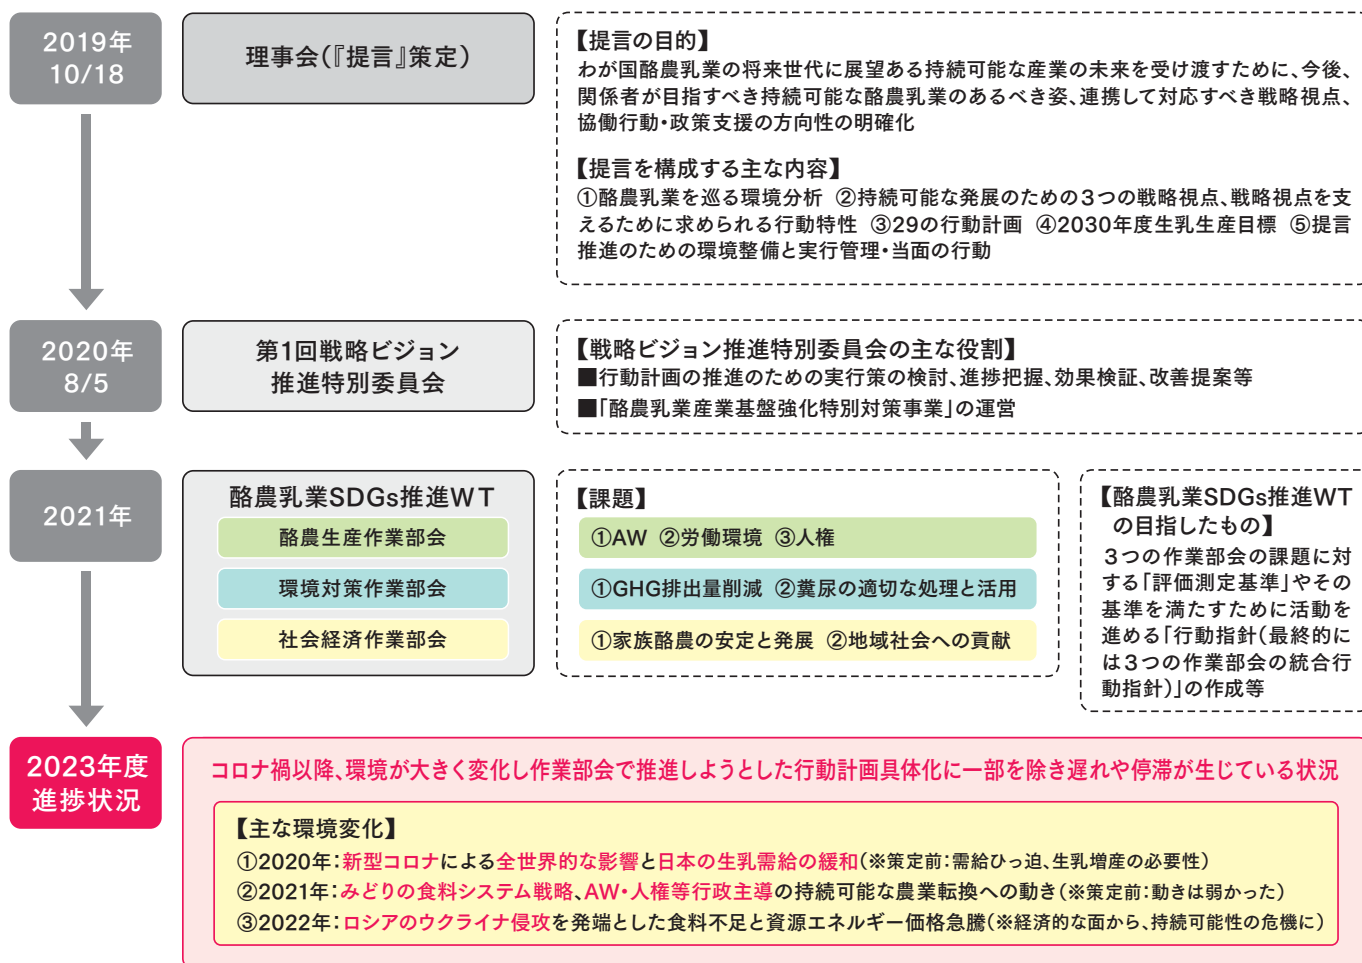 2019年
10/18
理事会(『提言』策定)
【提言の目的】
わが国酪農乳業の将来世代に展望ある持続可能な産業の未来を受け渡すために、今後、
関係者が目指すべき持続可能な酪農乳業のあるべき姿、連携して対応すべき戦略視点、
協働行動・政策支援の方向性の明確化
【提言を構成する主な内容】
①酪農乳業を巡る環境分析 ②持続可能な発展のための3つの戦略視点、戦略視点を支
えるために求められる行動特性 ③29の行動計画 ④2030年度生乳生産目標 ⑤提言
推進のための環境整備と実行管理・当面の行動
2020年
8/5
第1回戦略ビジョン
推進特別委員会
【戦略ビジョン推進特別委員会の主な役割】
■行動計画の推進のための実行策の検討、進捗把握、効果検証、改善提案等
■「酪農乳業産業基盤強化特別対策事業」の運営
2021年
酪農乳業SDGs推進WT
酪農生産作業部会
環境対策作業部会
社会経済作業部会
【課題】
①AW ②労働環境 ③人権
①GHG排出量削減 ②糞尿の適切な処理と活用
①家族酪農の安定と発展 ②地域社会への貢献
【酪農乳業SDGs推進WT
の目指したもの】
3つの作業部会の課題に対
する「評価測定基準」やその
基準を満たすために活動を
進める「行動指針(最終的に
は3つの作業部会の統合行
動指針)」の作成等
2023年度
進捗状況
コロナ禍以降、環境が大きく変化し作業部会で推進しようとした行動計画具体化に一部を除き遅れや停滞が生じている状況
【主な環境変化】
①2020年:新型コロナによる全世界的な影響と日本の生乳需給の緩和(※策定前:需給ひっ迫、生乳増産の必要性)
②2021年:みどりの食料システム戦略、AW・人権等行政主導の持続可能な農業転換への動き(※策定前:動きは弱かった)
③2022年:ロシアのウクライナ侵攻を発端とした食料不足と資源エネルギー価格急騰(※経済的な面から、持続可能性の危機に)